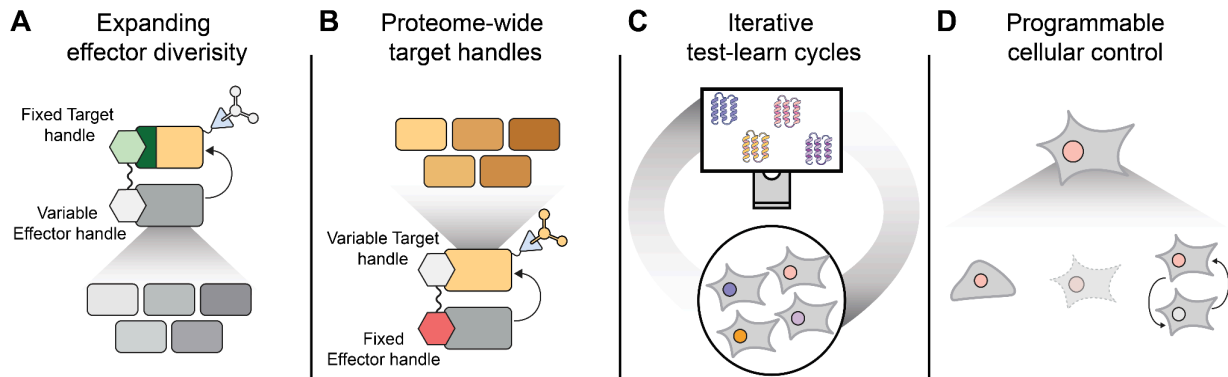 A
Expanding
effector diverisity
Fixed Target
handle
Variable
Effector handle
B
Proteome-wide
target handles
Variable Target
handle
Fixed
Effector handle
C
Iterative
test-learn cycles
D
Programmable
cellular control